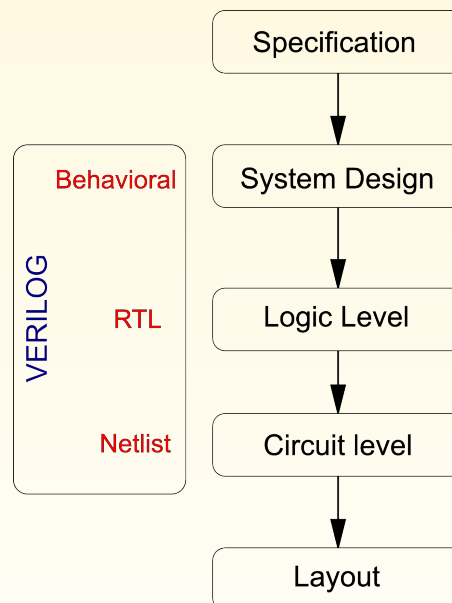 Specification
Behavioral
System Design
VERILOG
RTL
Logic Level
Netlist
Circuit level
Layout